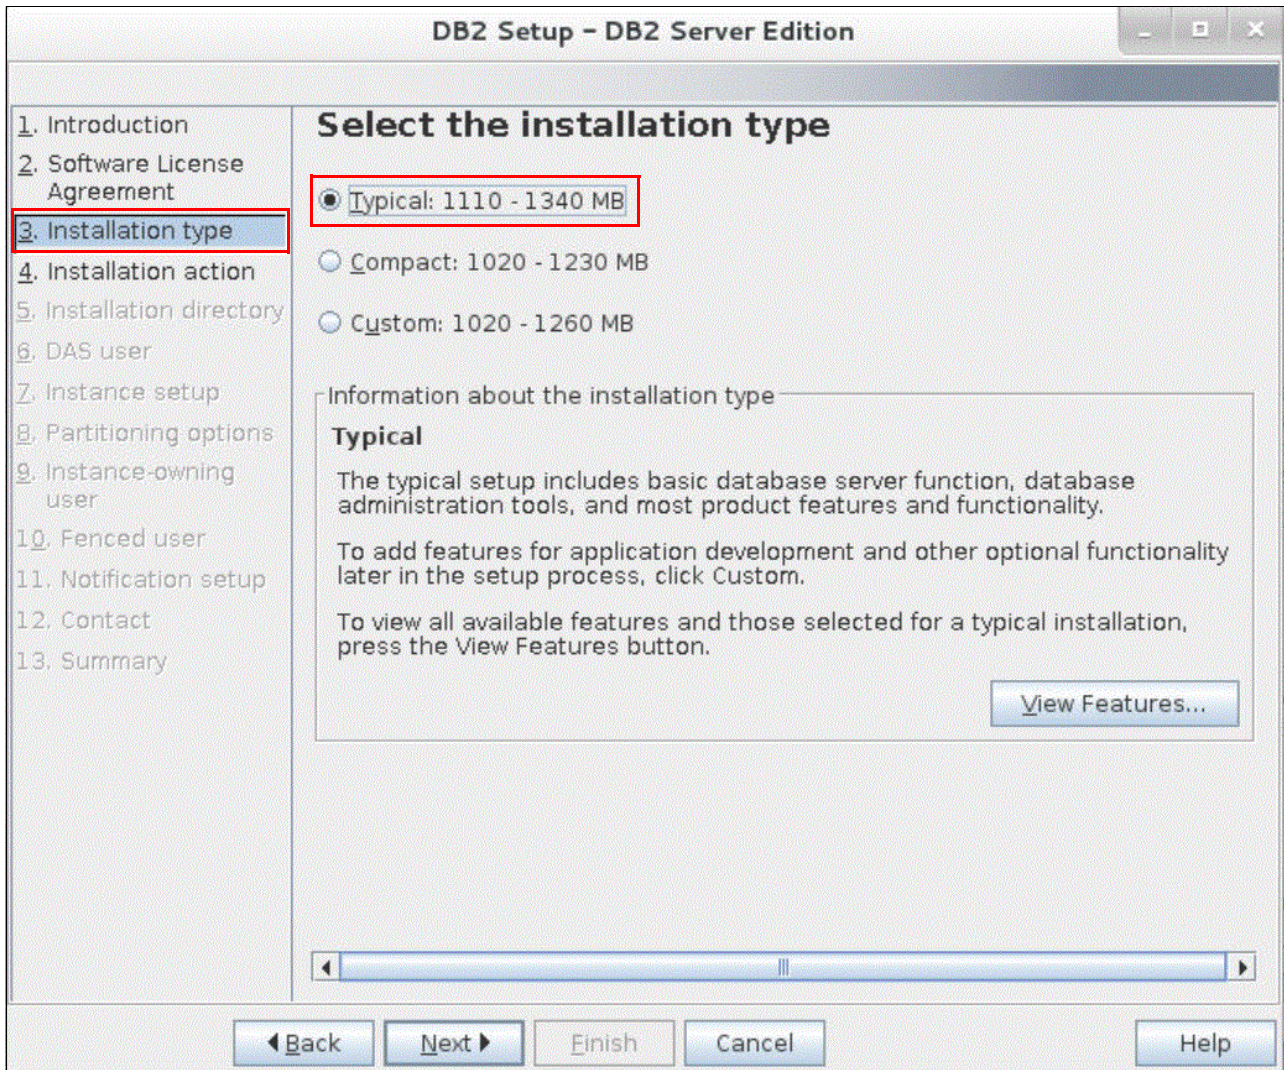 DB2 Setup – DB2 Server Edition
1. Introduction
2. Software License
Agreement
3. Installation type
4. Installation action
5. Installation directory
6. DAS user
7. Instance setup
8. Partitioning options
9. Instance-owning
user
10. Fenced user
11. Notification setup
12. Contact
13. Summary
Select the installation type
Typical: 1110 - 1340 MB
Compact: 1020 - 1230 MB
Custom: 1020 - 1260 MB
Information about the installation type
Typical
The typical setup includes basic database server function, database
administration tools, and most product features and functionality.
To add features for application development and other optional functionality
later in the setup process, click Custom.
To view all available features and those selected for a typical installation,
press the View Features button.
View Features...
Back
Next
Finish
Cancel
Help